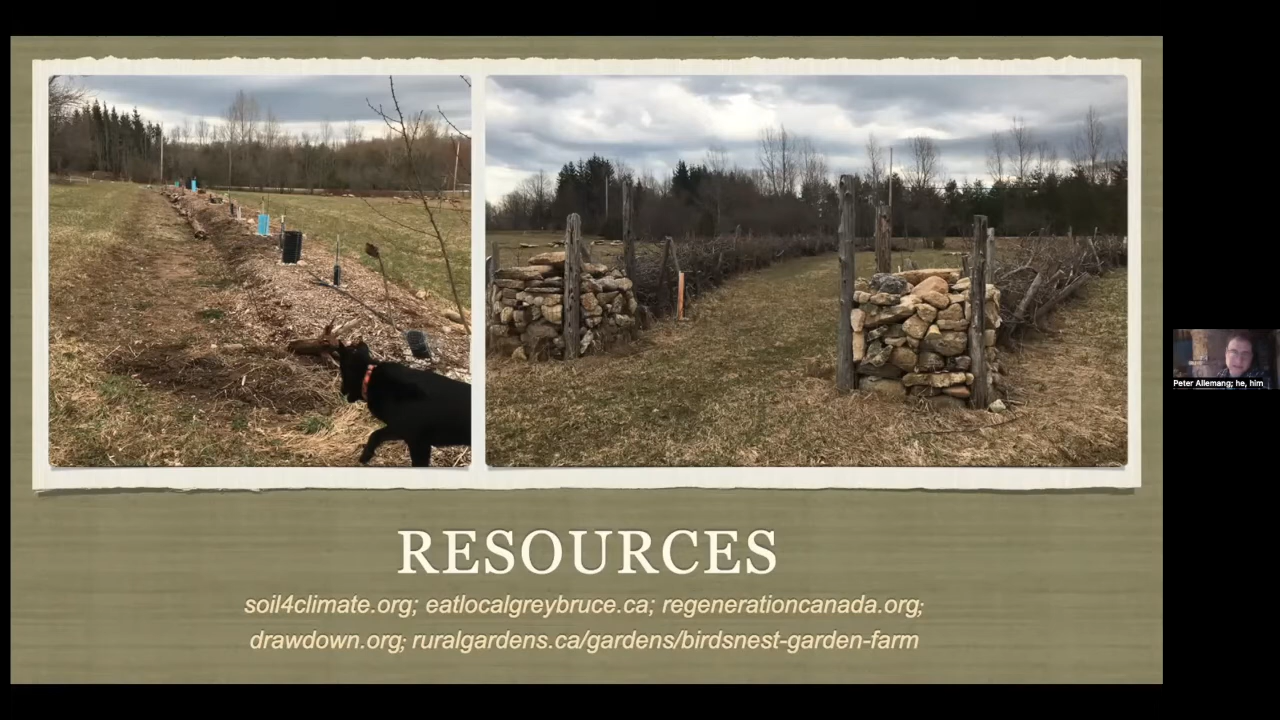 RESOURCES
soil4climate.org; eatlocalgreybruce.ca; regenerationcanada.org;
drawdown.org; ruralgardens.ca/gardens/birdsnest-garden-farm
Peter Allemang; he, him